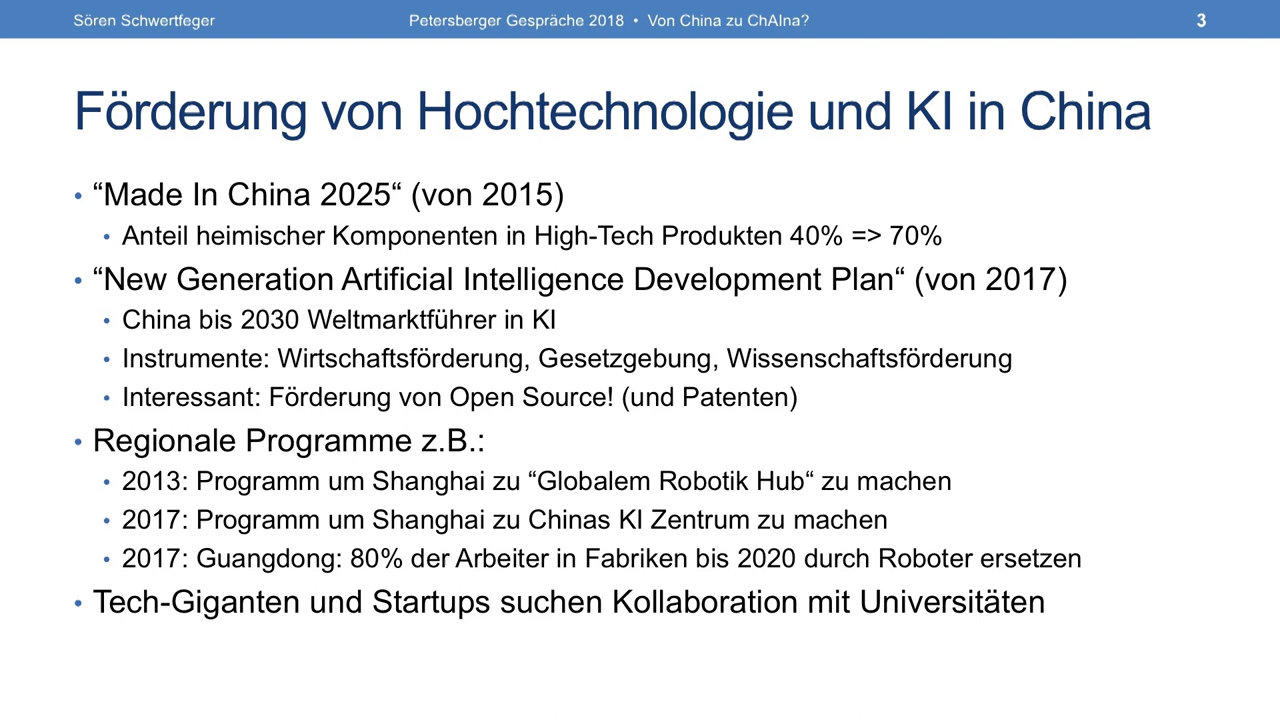 Sören Schwertfeger
Petersberger Gespräche 2018 • Von China zu ChAIna?
3
Förderung von Hochtechnologie und KI in China
• “Made In China 2025“ (von 2015)
• Anteil heimischer Komponenten in High-Tech Produkten 40% => 70%
• “New Generation Artificial Intelligence Development Plan“ (von 2017)
• China bis 2030 Weltmarktführer in KI
• Instrumente: Wirtschaftsförderung, Gesetzgebung, Wissenschaftsförderung
• Interessant: Förderung von Open Source! (und Patenten)
• Regionale Programme z.B.:
• 2013: Programm um Shanghai zu “Globalem Robotik Hub“ zu machen
• 2017: Programm um Shanghai zu Chinas KI Zentrum zu machen
• 2017: Guangdong: 80% der Arbeiter in Fabriken bis 2020 durch Roboter ersetzen
• Tech-Giganten und Startups suchen Kollaboration mit Universitäten